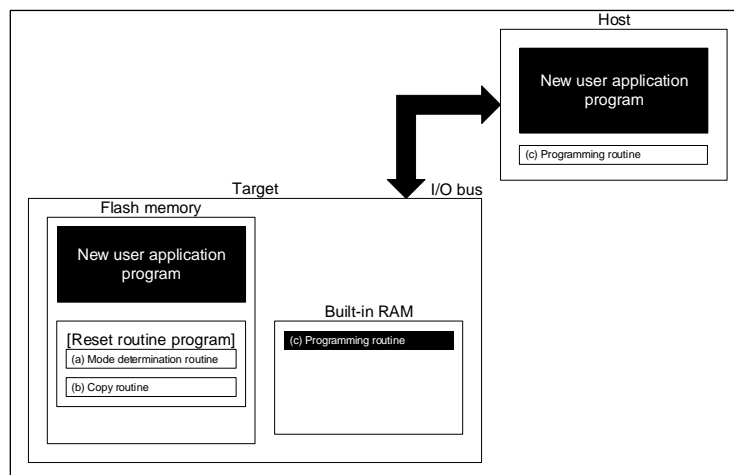 Host
New user application
program
(c) Programming routine
Target
I/O bus
Flash memory
New user application
program
[Reset routine program]
(a) Mode determination routine
(b) Copy routine
Built-in RAM
(c) Programming routine